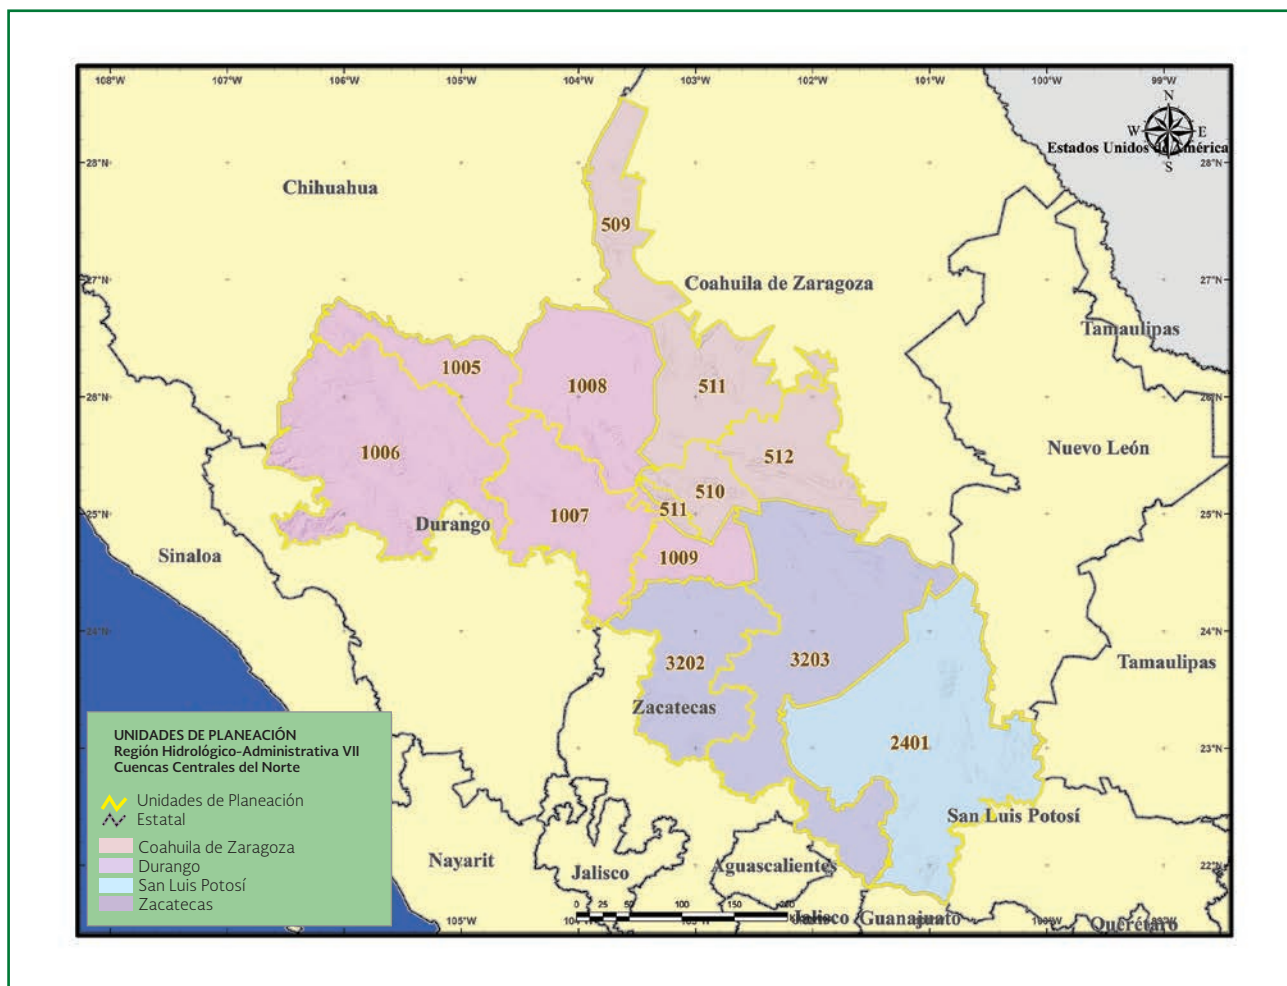 108°W 107°W 106°W 105°W 104°W 103°W 102°W 101°W 100°W 99°W
N
W E
S
Estados Unidos de América
28°N 28°N
Chihuahua
509
27°N 27°N
Coahuila de Zaragoza
Tamaulipas
1005
1008
511
26°N 26°N
1006
512
Nuevo León
510
511
25°N 25°N
1007
Durango
Sinaloa
1009
24°N 24°N
3202
3203
Tamaulipas
Zacatecas
2401
23°N 23°N
San Luis Potosí
Nayarit
Jalisco
Aguascalientes
22°N 22°N
0 25 50 100 150
105°W
Jalisco
Guanajuato
Querétaro
UNIDADES DE PLANEACIÓN
Región Hidrológico-Administrativa VII
Cuencas Centrales del Norte
Unidades de Planeación
Estatal
Coahuila de Zaragoza
Durango
San Luis Potosí
Zacatecas